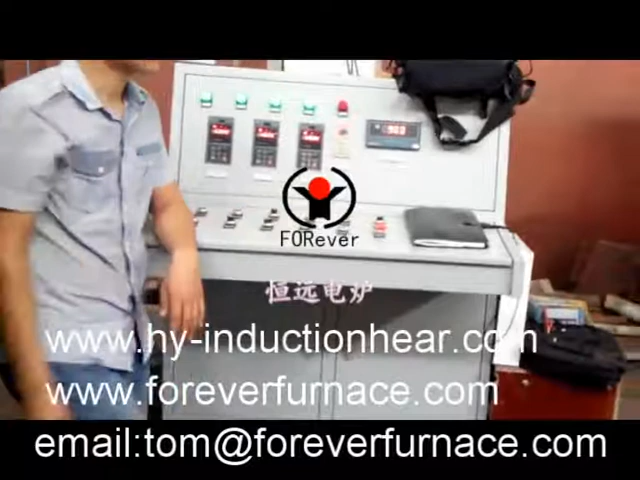 FORever
恒远电炉
www.hy-inductionhear.com
www.foreverfurnace.com
email:tom@foreverfurnace.com